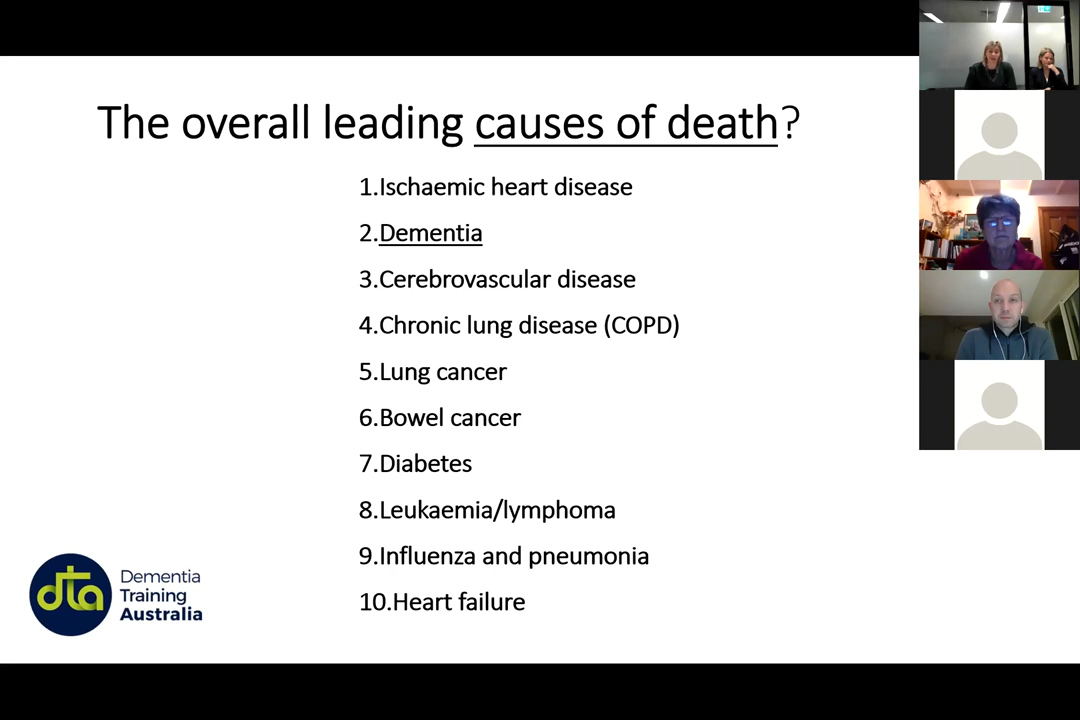 The overall leading causes of death?
1.Ischaemic heart disease
2.Dementia
3.Cerebrovascular disease
4.Chronic lung disease (COPD)
5.Lung cancer
6.Bowel cancer
7.Diabetes
8.Leukaemia/lymphoma
9.Influenza and pneumonia
10.Heart failure
dta
Dementia
Training
Australia